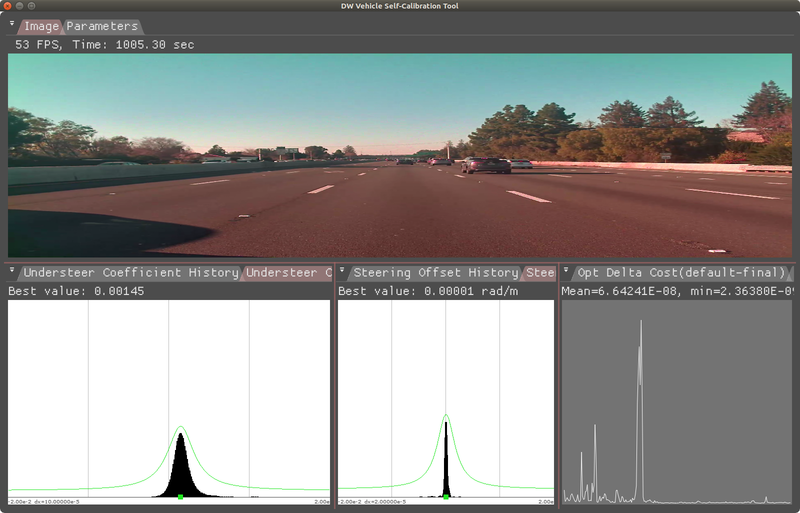 DW Vehicle Self-Calibration Tool
Image Parameters
53 FPS, Time: 1005.30 sec
Understeer Coefficient History Understeer C
Steering Offset History Stee
Opt Delta Cost(default-final)
Best value: 0.00145
Best value: 0.00001 rad/m
Mean=6.64241E-08, min=2.36380E-0
-2.00e-2 dx=10.00000e-5 2.00e
-2.00e-2 dx=2.00000e-5 2.00e